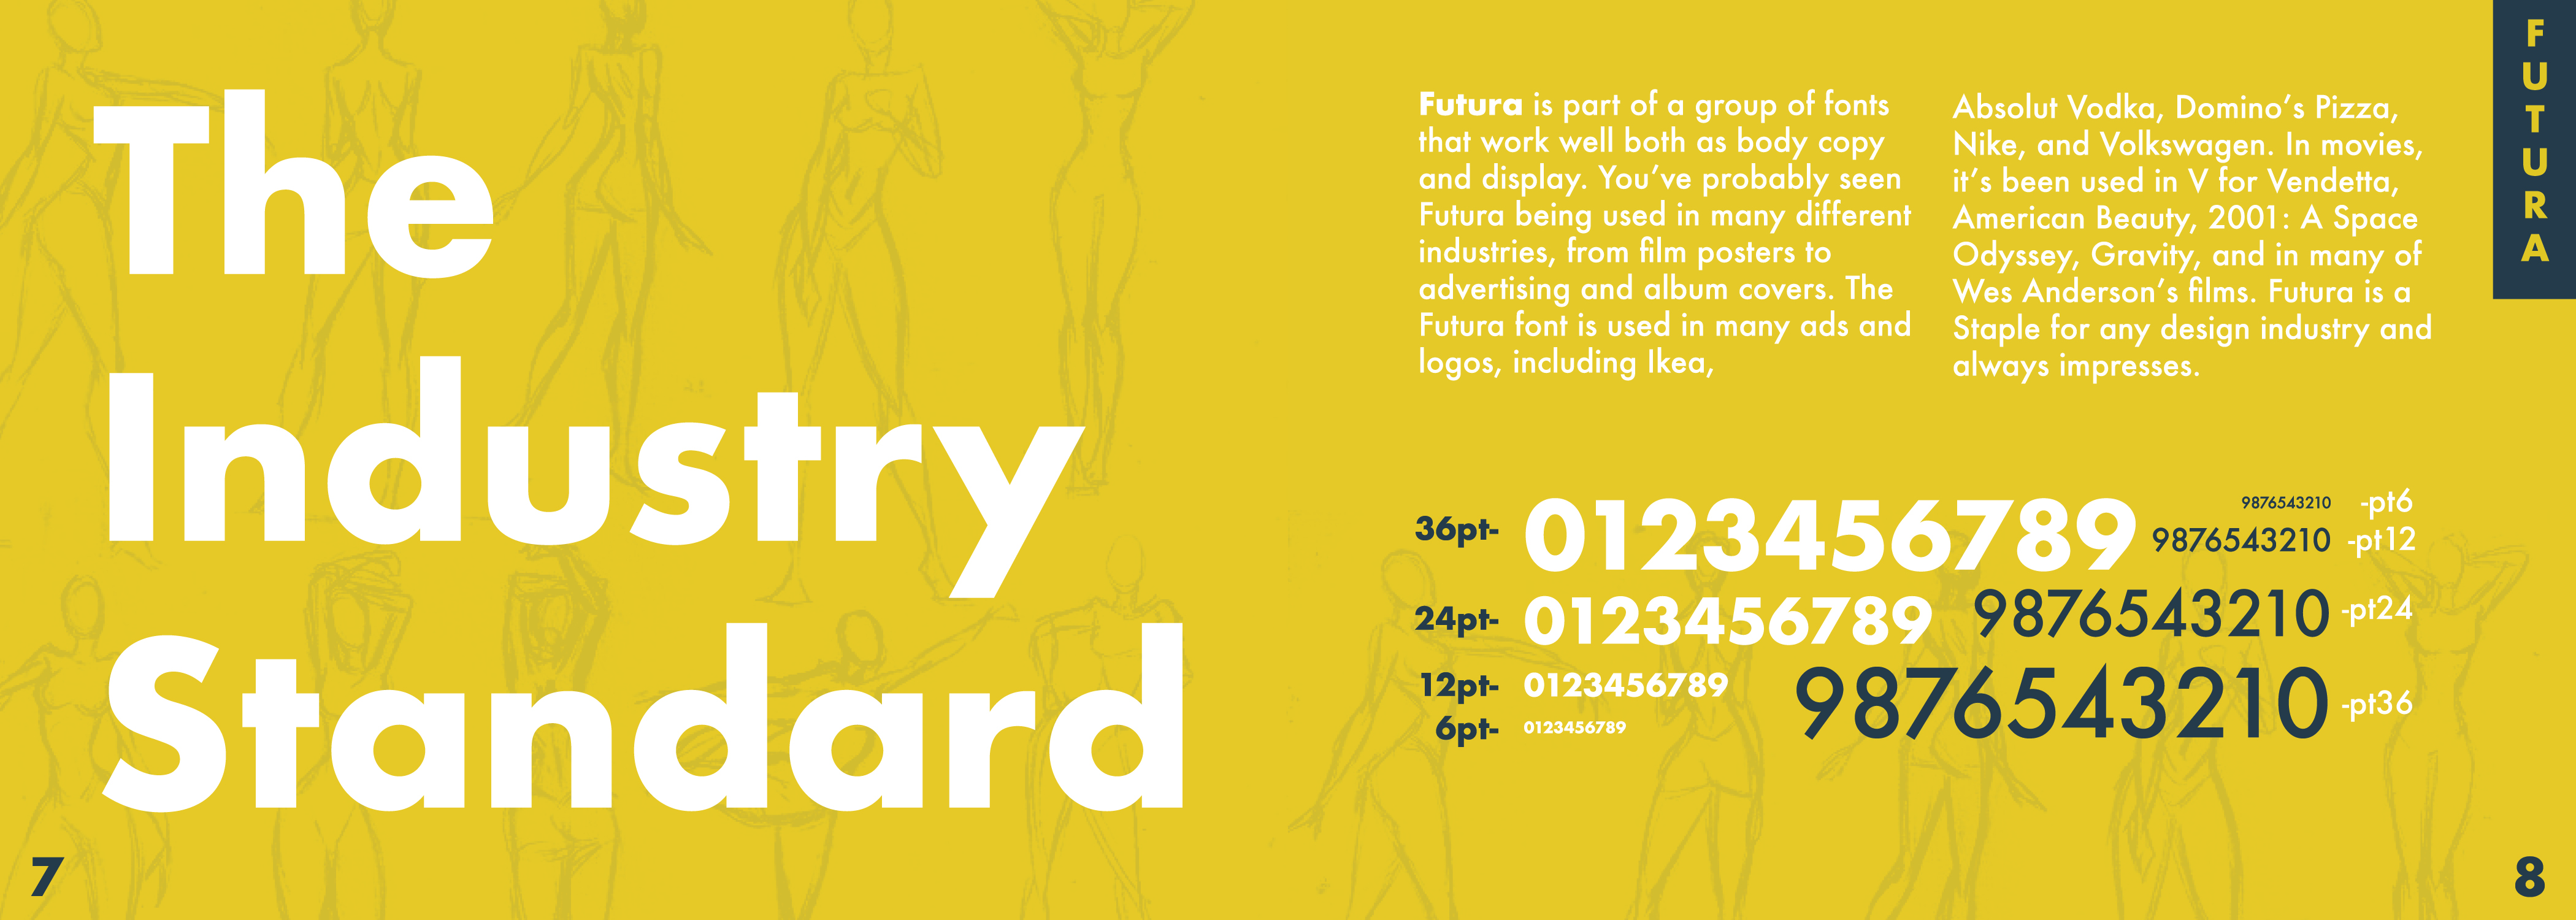 The
Industry
Standard
7
Futura is part of a group of fonts
that work well both as body copy
and display. You’ve probably seen
Futura being used in many different
industries, from film posters to
advertising and album covers. The
Futura font is used in many ads and
logos, including Ikea,
Absolut Vodka, Domino’s Pizza,
Nike, and Volkswagen. In movies,
it’s been used in V for Vendetta,
American Beauty, 2001: A Space
Odyssey, Gravity, and in many of
Wes Anderson’s films. Futura is a
Staple for any design industry and
always impresses.
36pt- 0123456789
24pt- 0123456789
12pt- 0123456789
6pt- 0123456789
9876543210 -pt6
9876543210 -pt12
9876543210 -pt24
9876543210 -pt36
FUTURA
8